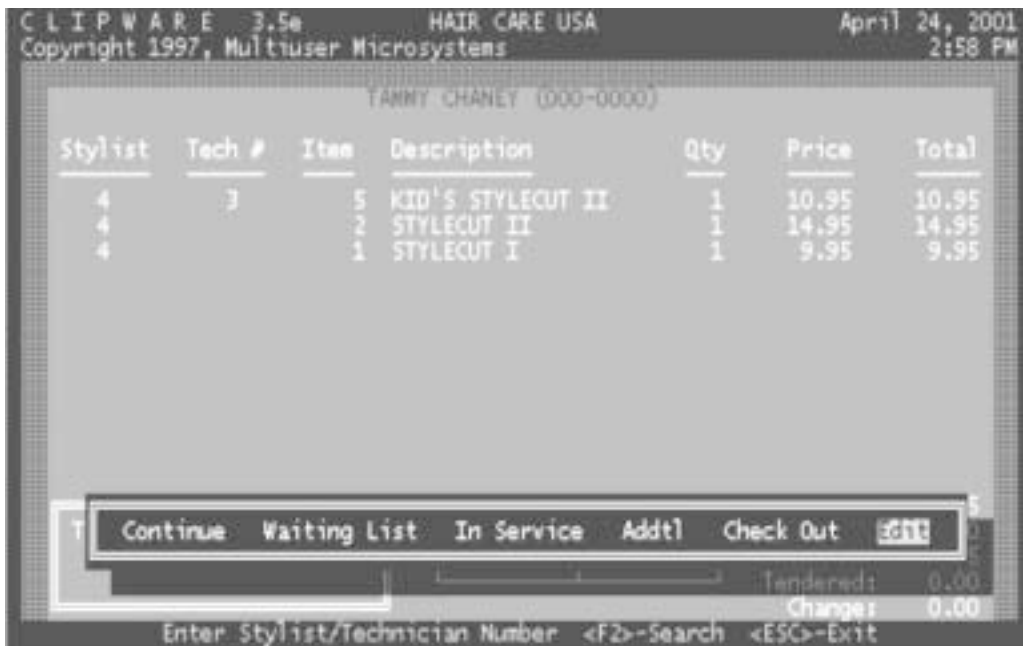 C L I P W A R E 3.5e HAIR CARE USA April 24, 2001
Copyright 1997, Multiuser Microsystems 2:58 PM
TAMMY CHANEY (000-0000)
Stylist Tech # Item Description Qty Price Total
4 3 5 KID'S STYLECUT II 1 10.95 10.95
4 2 STYLECUT II 1 14.95 14.95
4 1 STYLECUT I 1 9.95 9.95
Continue Waiting List In Service Addtl Check Out Edit
Tendered: 0.00
Change: 0.00
Enter Stylist/Technician Number <F2>-Search <ESC>-Exit